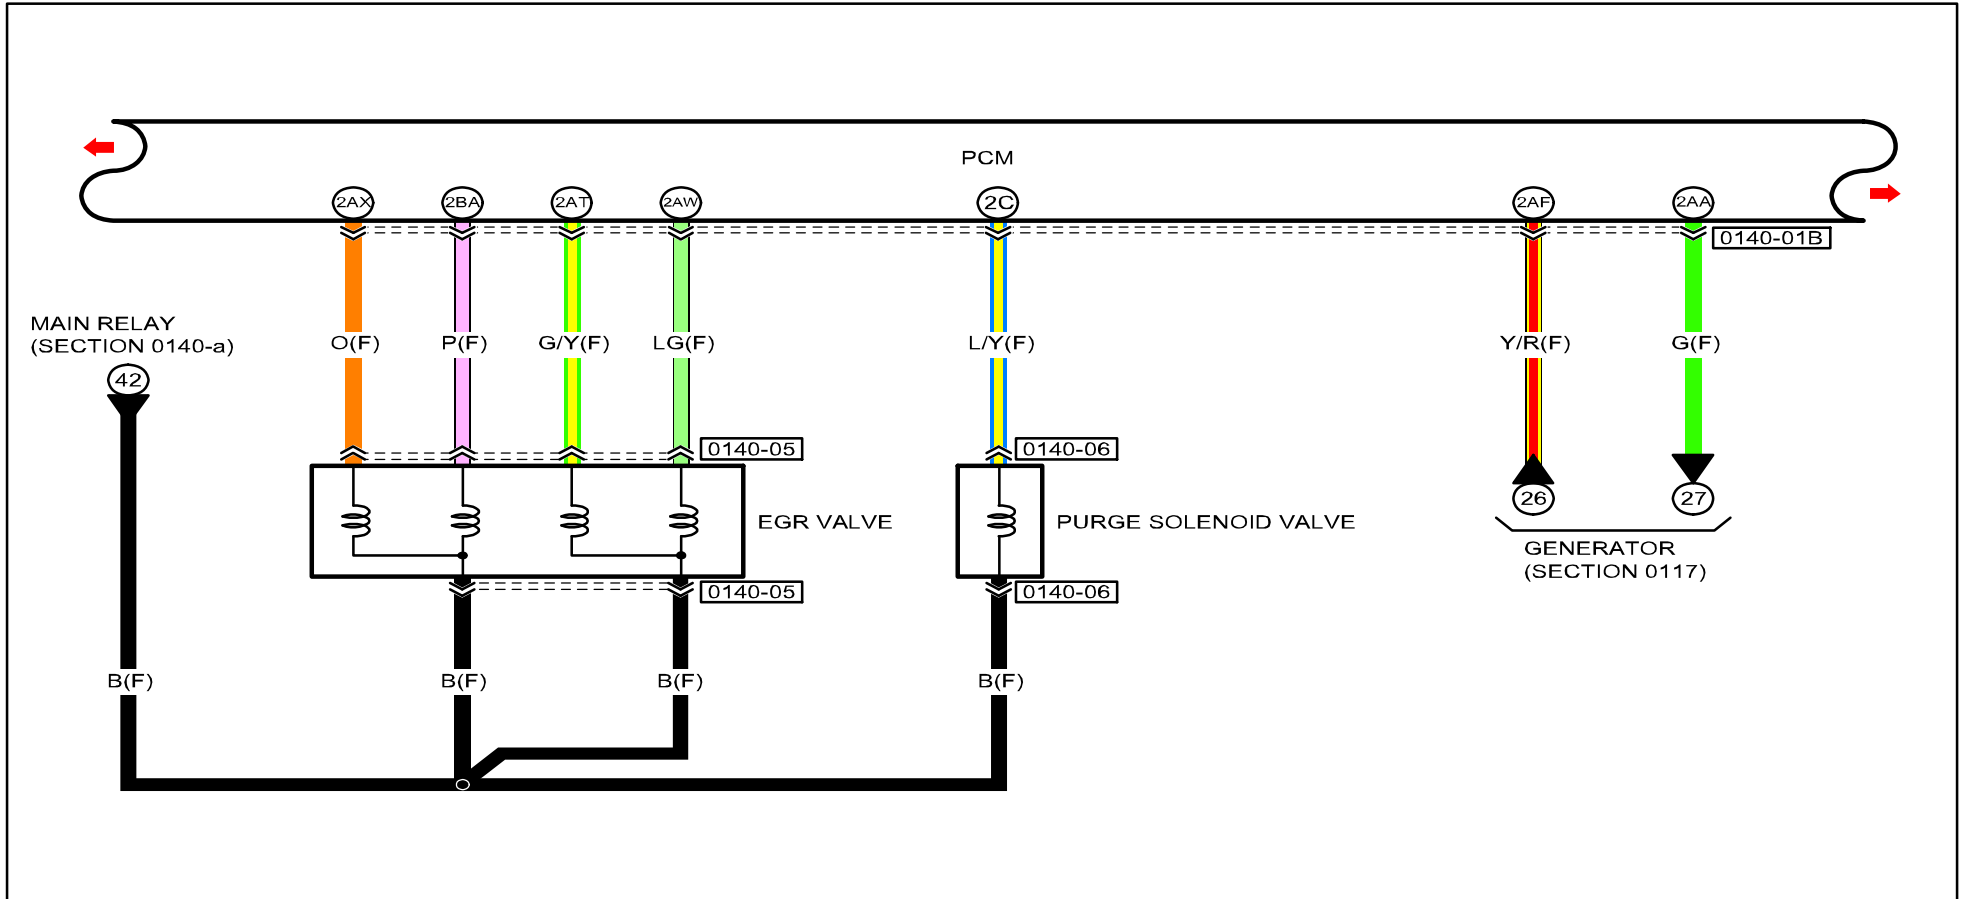 PCM
2AX 2BA 2AT 2AW 2C 2AF 2AA
0140-01B
MAIN RELAY
(SECTION 0140-a)
42
O(F) P(F) G/Y(F) LG(F) L/Y(F) Y/R(F) G(F)
0140-05 0140-06
26 27
EGR VALVE PURGE SOLENOID VALVE
GENERATOR
(SECTION 0117)
0140-05 0140-06
B(F) B(F) B(F) B(F)